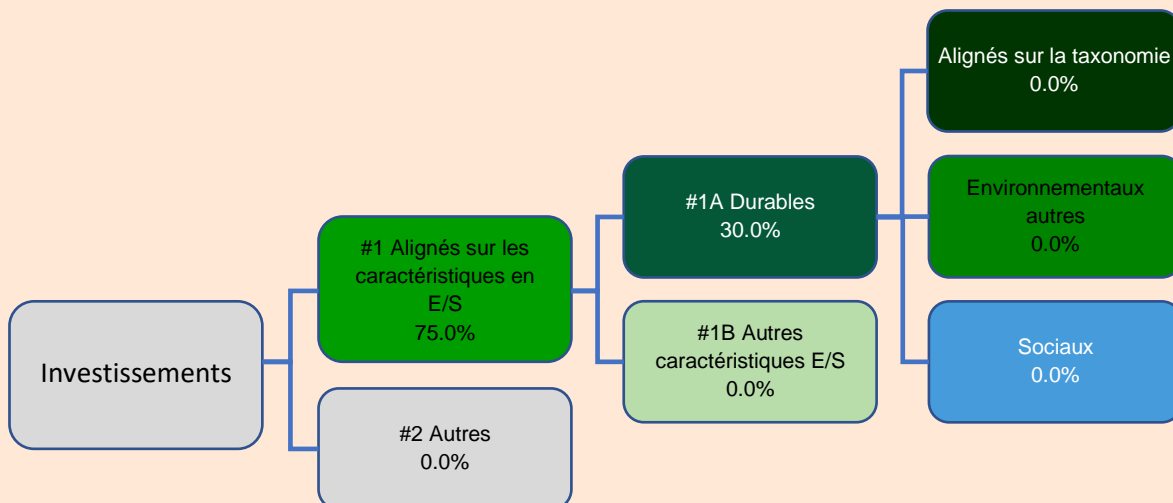 Investissements
#1 Alignés sur les
caractéristiques en
E/S
75.0%
#2 Autres
0.0%
#1A Durables
30.0%
#1B Autres
caractéristiques E/S
0.0%
Alignés sur la taxonomie
0.0%
Environnementaux
autres
0.0%
Sociaux
0.0%